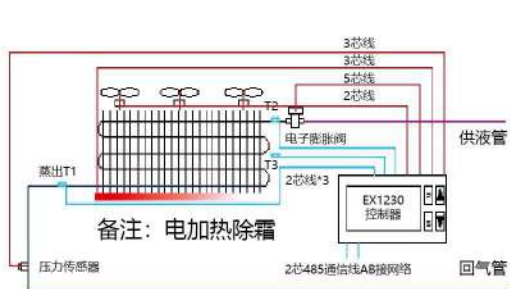 3芯线
3芯线
5芯线
2芯线
T2
电子膨胀阀
供液管
T3
蒸出T1
2芯线*3
EX1230
控制器
备注：电加热除霜
压力传感器
2芯485通信线AB接网络
回气管